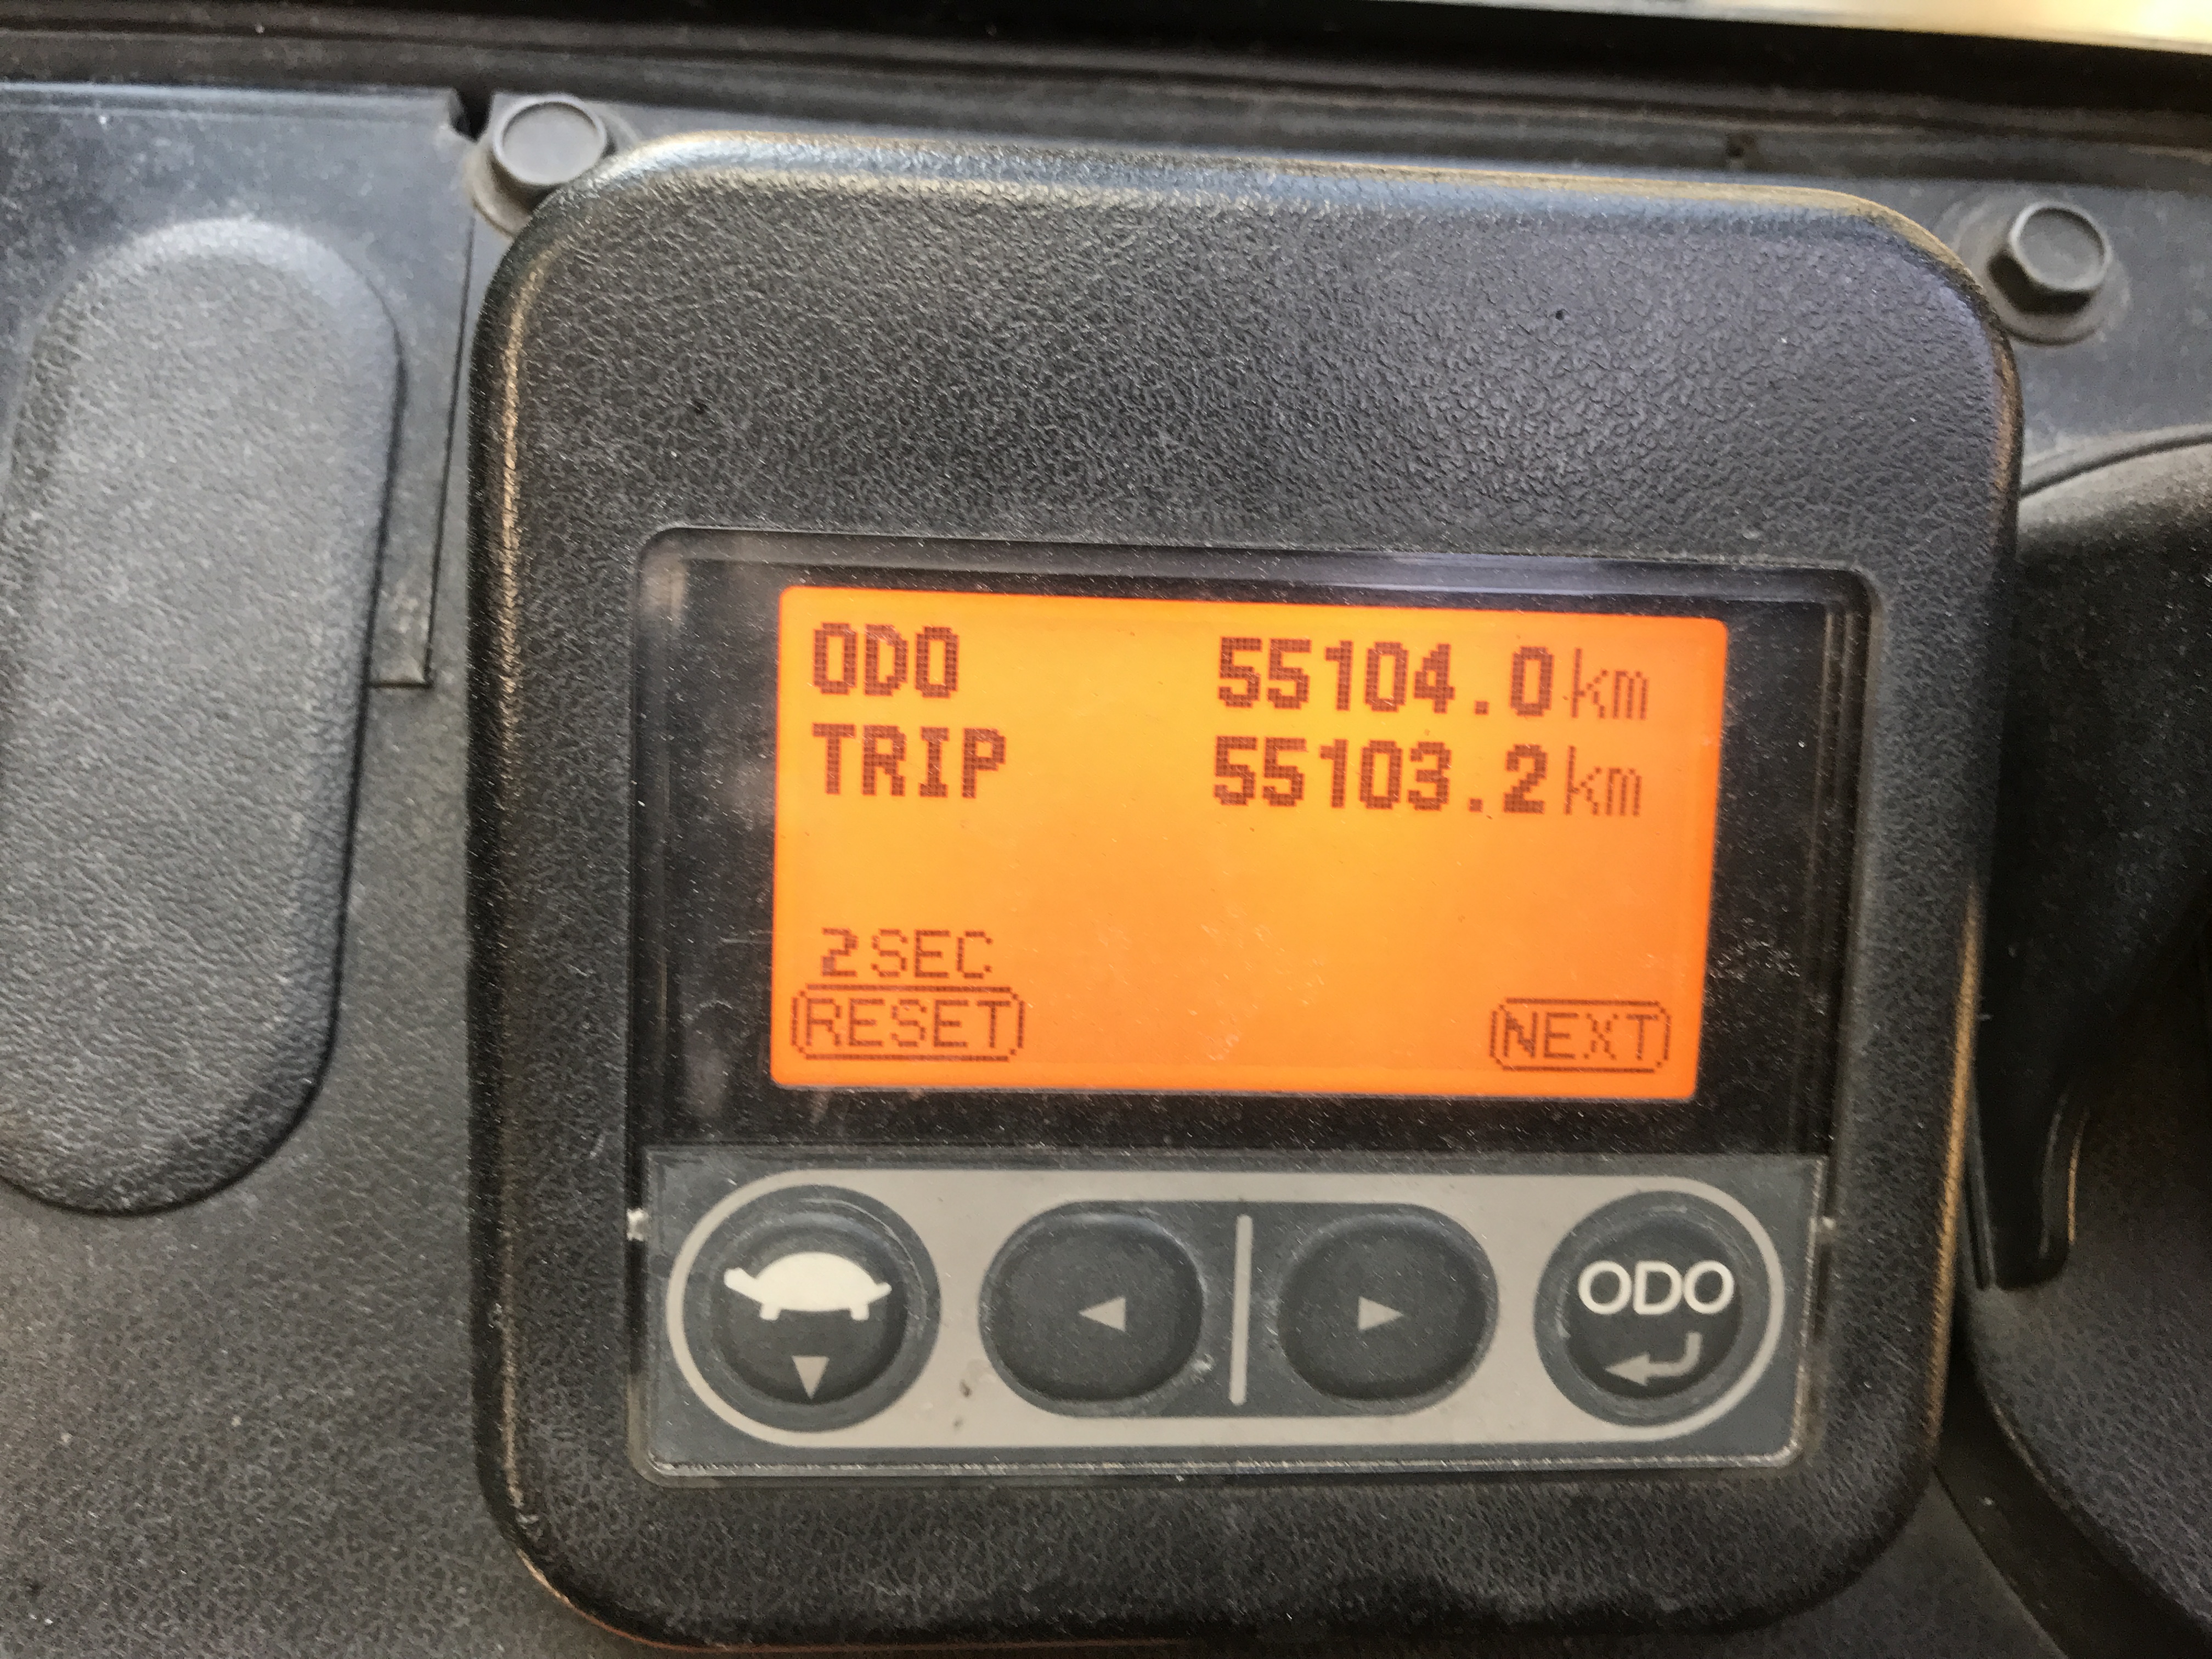 ODO 55104.0km
TRIP 55103.2km
2SEC
RESET NEXT
ODO